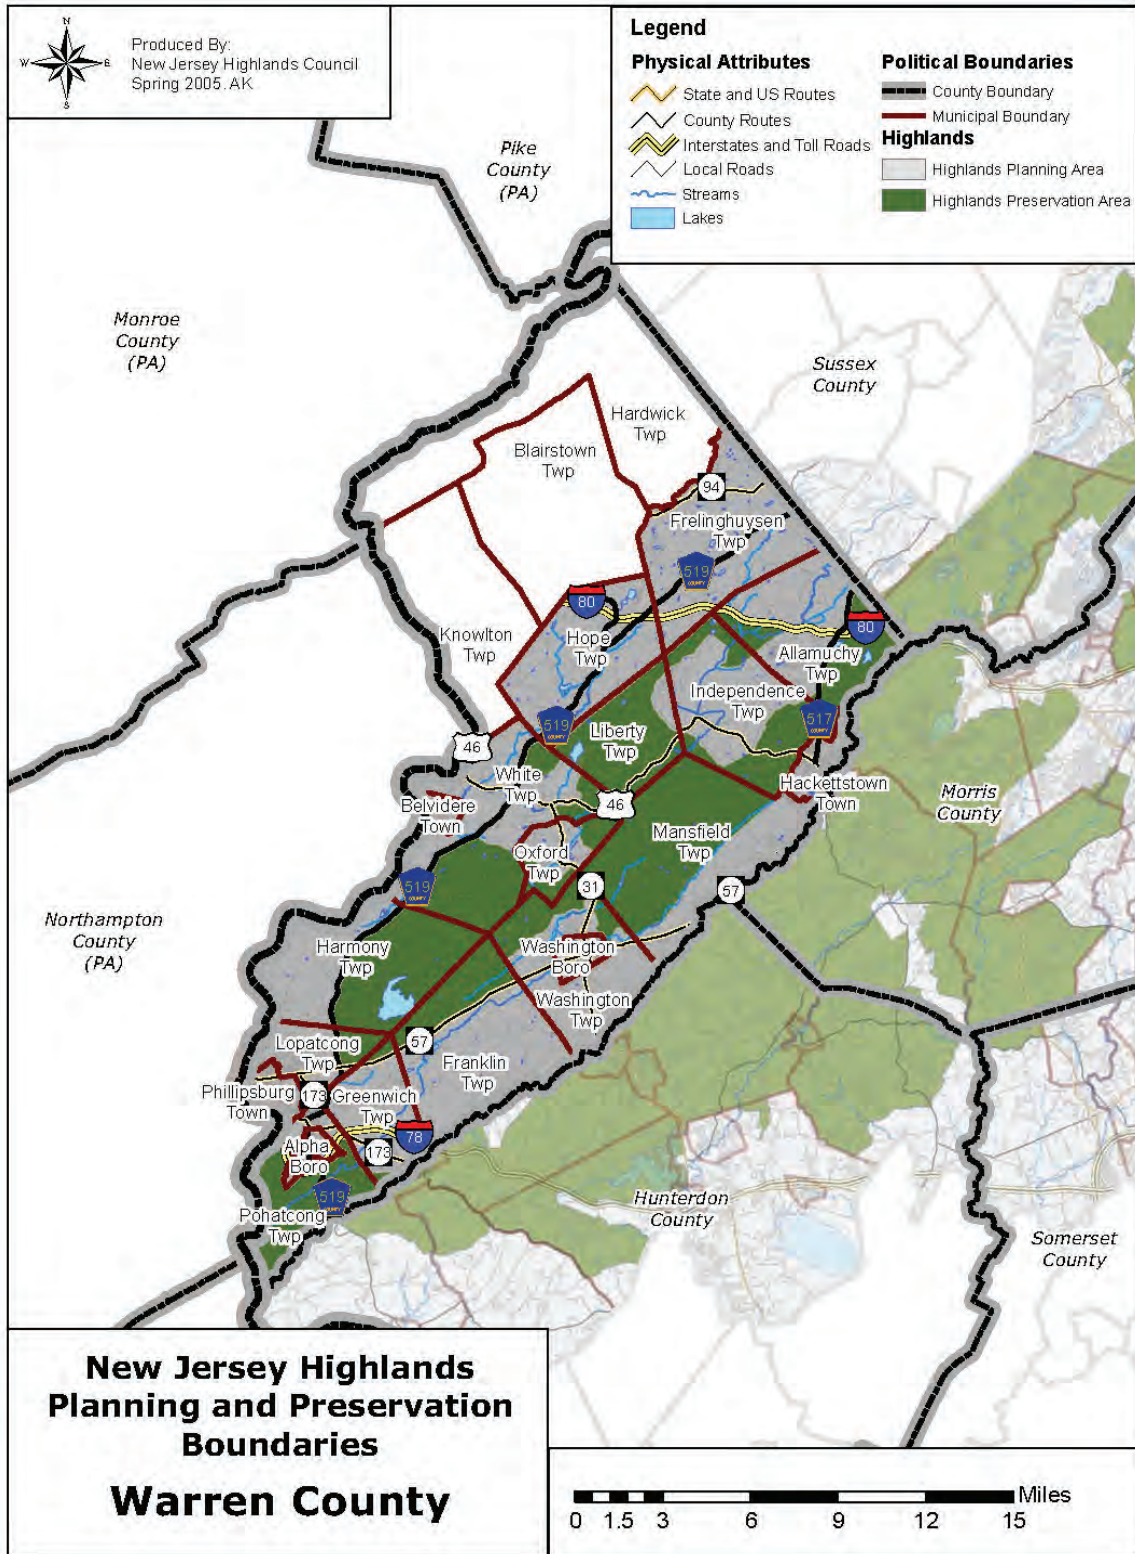 N
W
E
S
Produced By:
New Jersey Highlands Council
Spring 2005. AK
Legend
Physical Attributes
State and US Routes
County Routes
Interstates and Toll Roads
Local Roads
Streams
Lakes
Political Boundaries
County Boundary
Municipal Boundary
Highlands
Highlands Planning Area
Highlands Preservation Area
Pike
County
(PA)
Monroe
County
(PA)
Sussex
County
Hardwick
Twp
Blairstown
Twp
94
Frelinghuysen
Twp
519
COUNTY
80
80
Knowlton
Twp
Hope
Twp
Allamuchy
Twp
Independence
Twp
517
COUNTY
519
COUNTY
Liberty
Twp
46
White
Twp
46
Hackettstown
Town
Belvidere
Town
Morris
County
Mansfield
Twp
Oxford
Twp
519
COUNTY
31
57
Northampton
County
(PA)
Harmony
Twp
Washington
Boro
Washington
Twp
57
Lopatcong
Twp
Franklin
Twp
Phillipsburg
Town
173
Greenwich
Twp
78
Alpha
Boro
173
519
COUNTY
Pohatcong
Twp
Hunterdon
County
Somerset
County
New Jersey Highlands
Planning and Preservation
Boundaries
Warren County
Miles
0 1.5 3 6 9 12 15